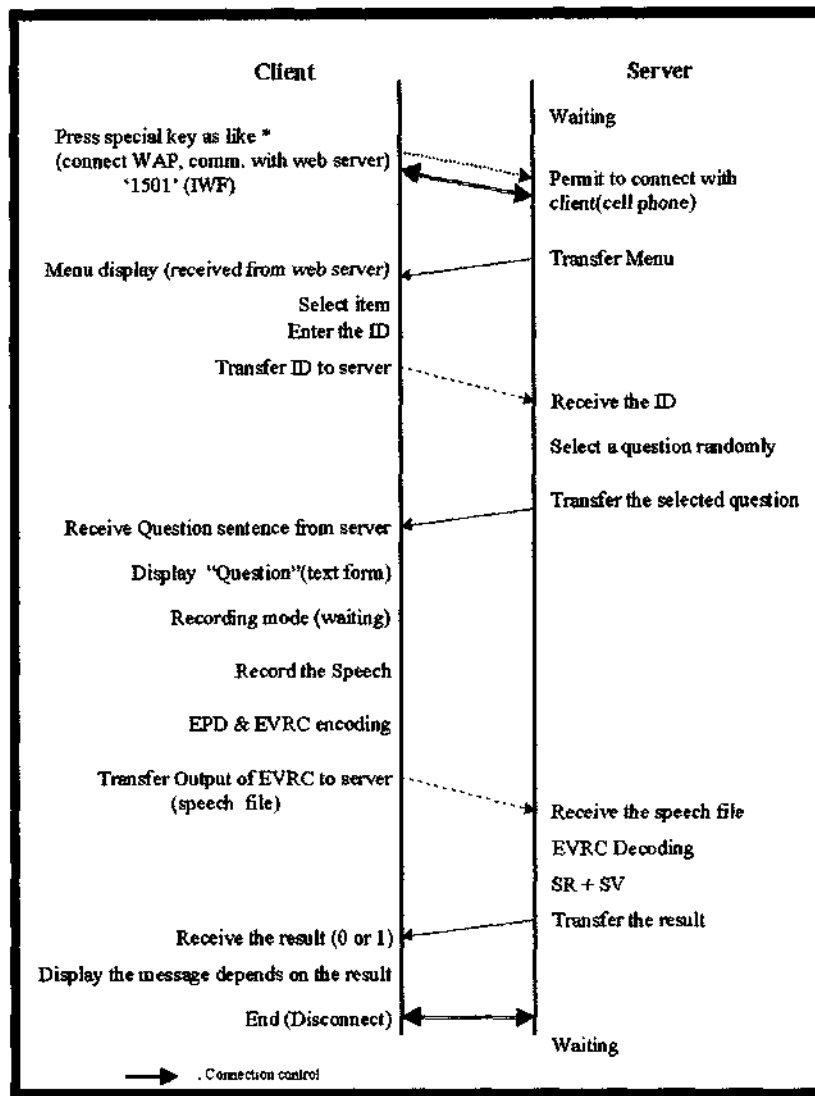 Client
Server
Waiting
Press special key as like *
(connect WAP, comm. with web server)
‘1501’ (IWF)
Permit to connect with
client(cell phone)
Transfer Menu
Menu display (received from web server)
Select item
Enter the ID
Transfer ID to server
Receive the ID
Select a question randomly
Transfer the selected question
Receive Question sentence from server
Display “Question”(text form)
Recording mode (waiting)
Record the Speech
EPD & EVRC encoding
Transfer Output of EVRC to server
(speech file)
Receive the speech file
EVRC Decoding
SR + SV
Transfer the result
Receive the result (0 or 1)
Display the message depends on the result
End (Disconnect)
Waiting
. Connection control